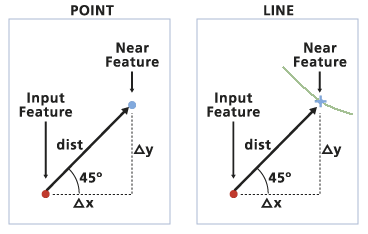 POINT
Near
Feature
Input
Feature
dist
Δy
45°
Δx
LINE
Near
Feature
Input
Feature
dist
Δy
45°
Δx